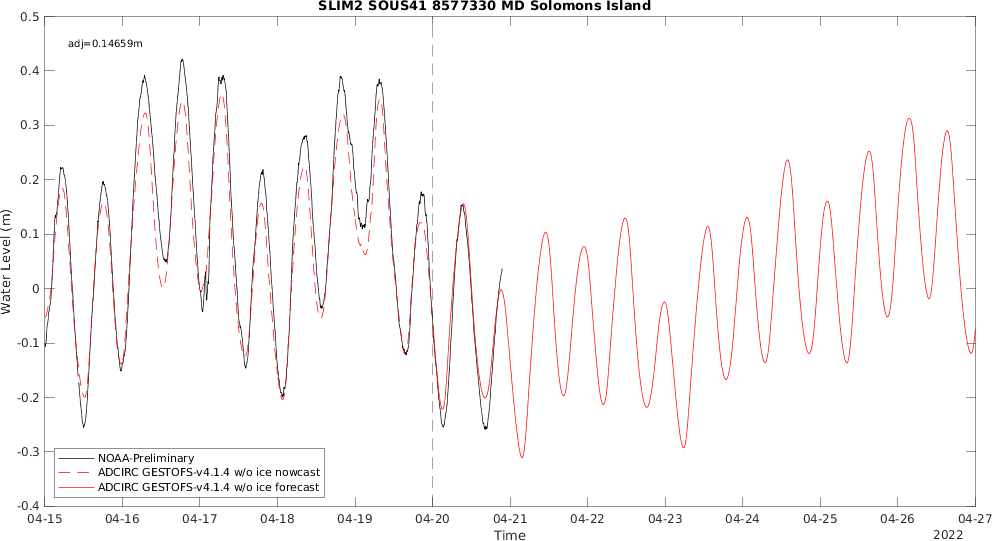 SLIM2 SOUS41 8577330 MD Solomons Island
adj=0.14659m
0.5
0.4
0.3
0.2
0.1
0
-0.1
-0.2
-0.3
-0.4
Water Level (m)
NOAA-Preliminary
ADCIRC GESTOFS-v4.1.4 w/o ice nowcast
ADCIRC GESTOFS-v4.1.4 w/o ice forecast
04-15 04-16 04-17 04-18 04-19 04-20 04-21 04-22 04-23 04-24 04-25 04-26 04-27
Time
2022